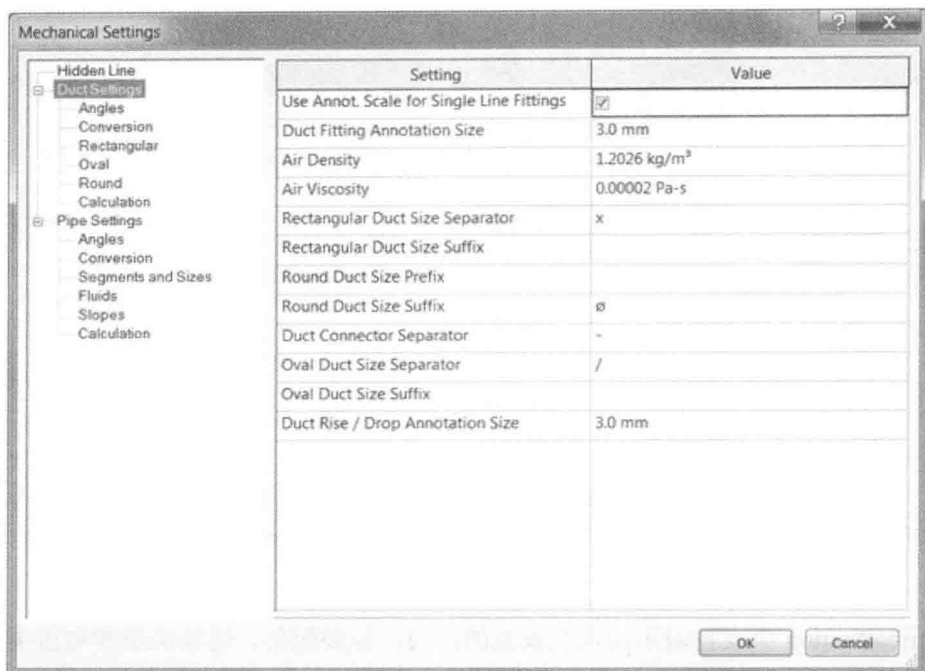 Mechanical Settings
Hidden Line
Duct Settings
Angles
Conversion
Rectangular
Oval
Round
Calculation
Pipe Settings
Angles
Conversion
Segments and Sizes
Fluids
Slopes
Calculation
Setting Value
Use Annot. Scale for Single Line Fittings
Duct Fitting Annotation Size 3.0 mm
Air Density 1.2026 kg/m³
Air Viscosity 0.00002 Pa-s
Rectangular Duct Size Separator x
Rectangular Duct Size Suffix
Round Duct Size Prefix
Round Duct Size Suffix ø
Duct Connector Separator -
Oval Duct Size Separator /
Oval Duct Size Suffix
Duct Rise / Drop Annotation Size 3.0 mm
OK Cancel